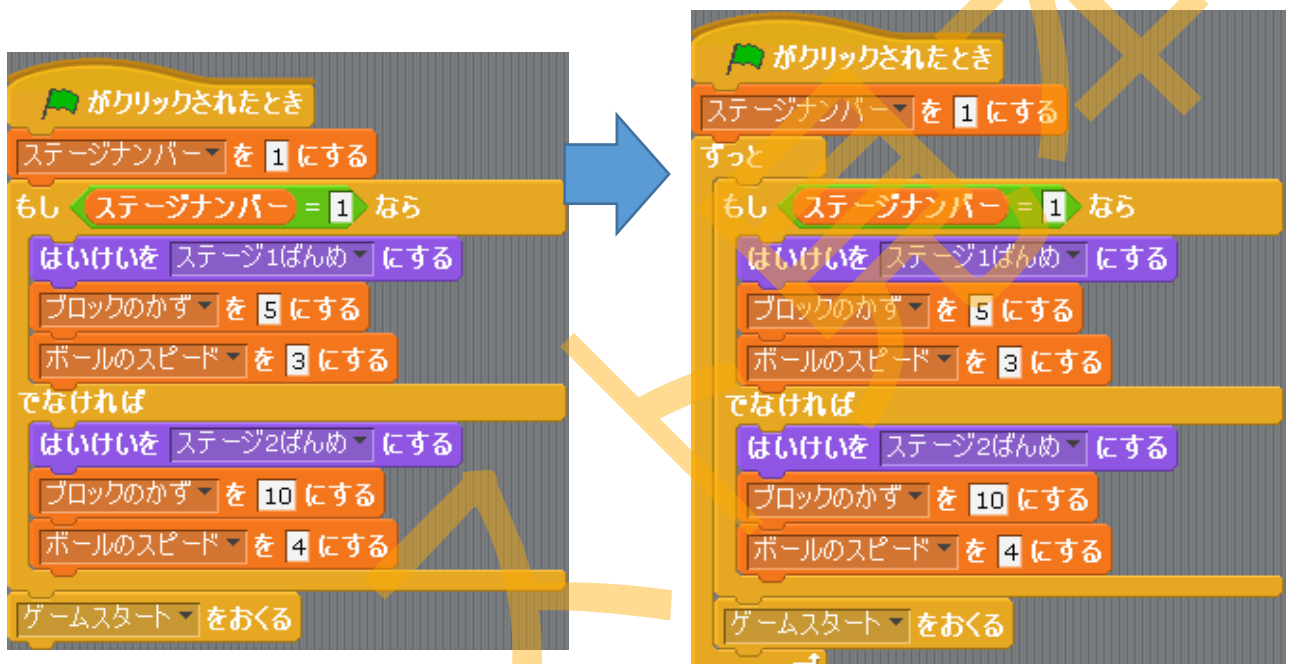 がクリックされたとき
ステージナンバー を 1 にする
もし ステージナンバー = 1 なら
はいけいを ステージ1ばんめ にする
ブロックのかず を 5 にする
ボールのスピード を 3 にする
でなければ
はいけいを ステージ2ばんめ にする
ブロックのかず を 10 にする
ボールのスピード を 4 にする
ゲームスタート をおくる
がクリックされたとき
ステージナンバー を 1 にする
ずっと
もし ステージナンバー = 1 なら
はいけいを ステージ1ばんめ にする
ブロックのかず を 5 にする
ボールのスピード を 3 にする
でなければ
はいけいを ステージ2ばんめ にする
ブロックのかず を 10 にする
ボールのスピード を 4 にする
ゲームスタート をおくる